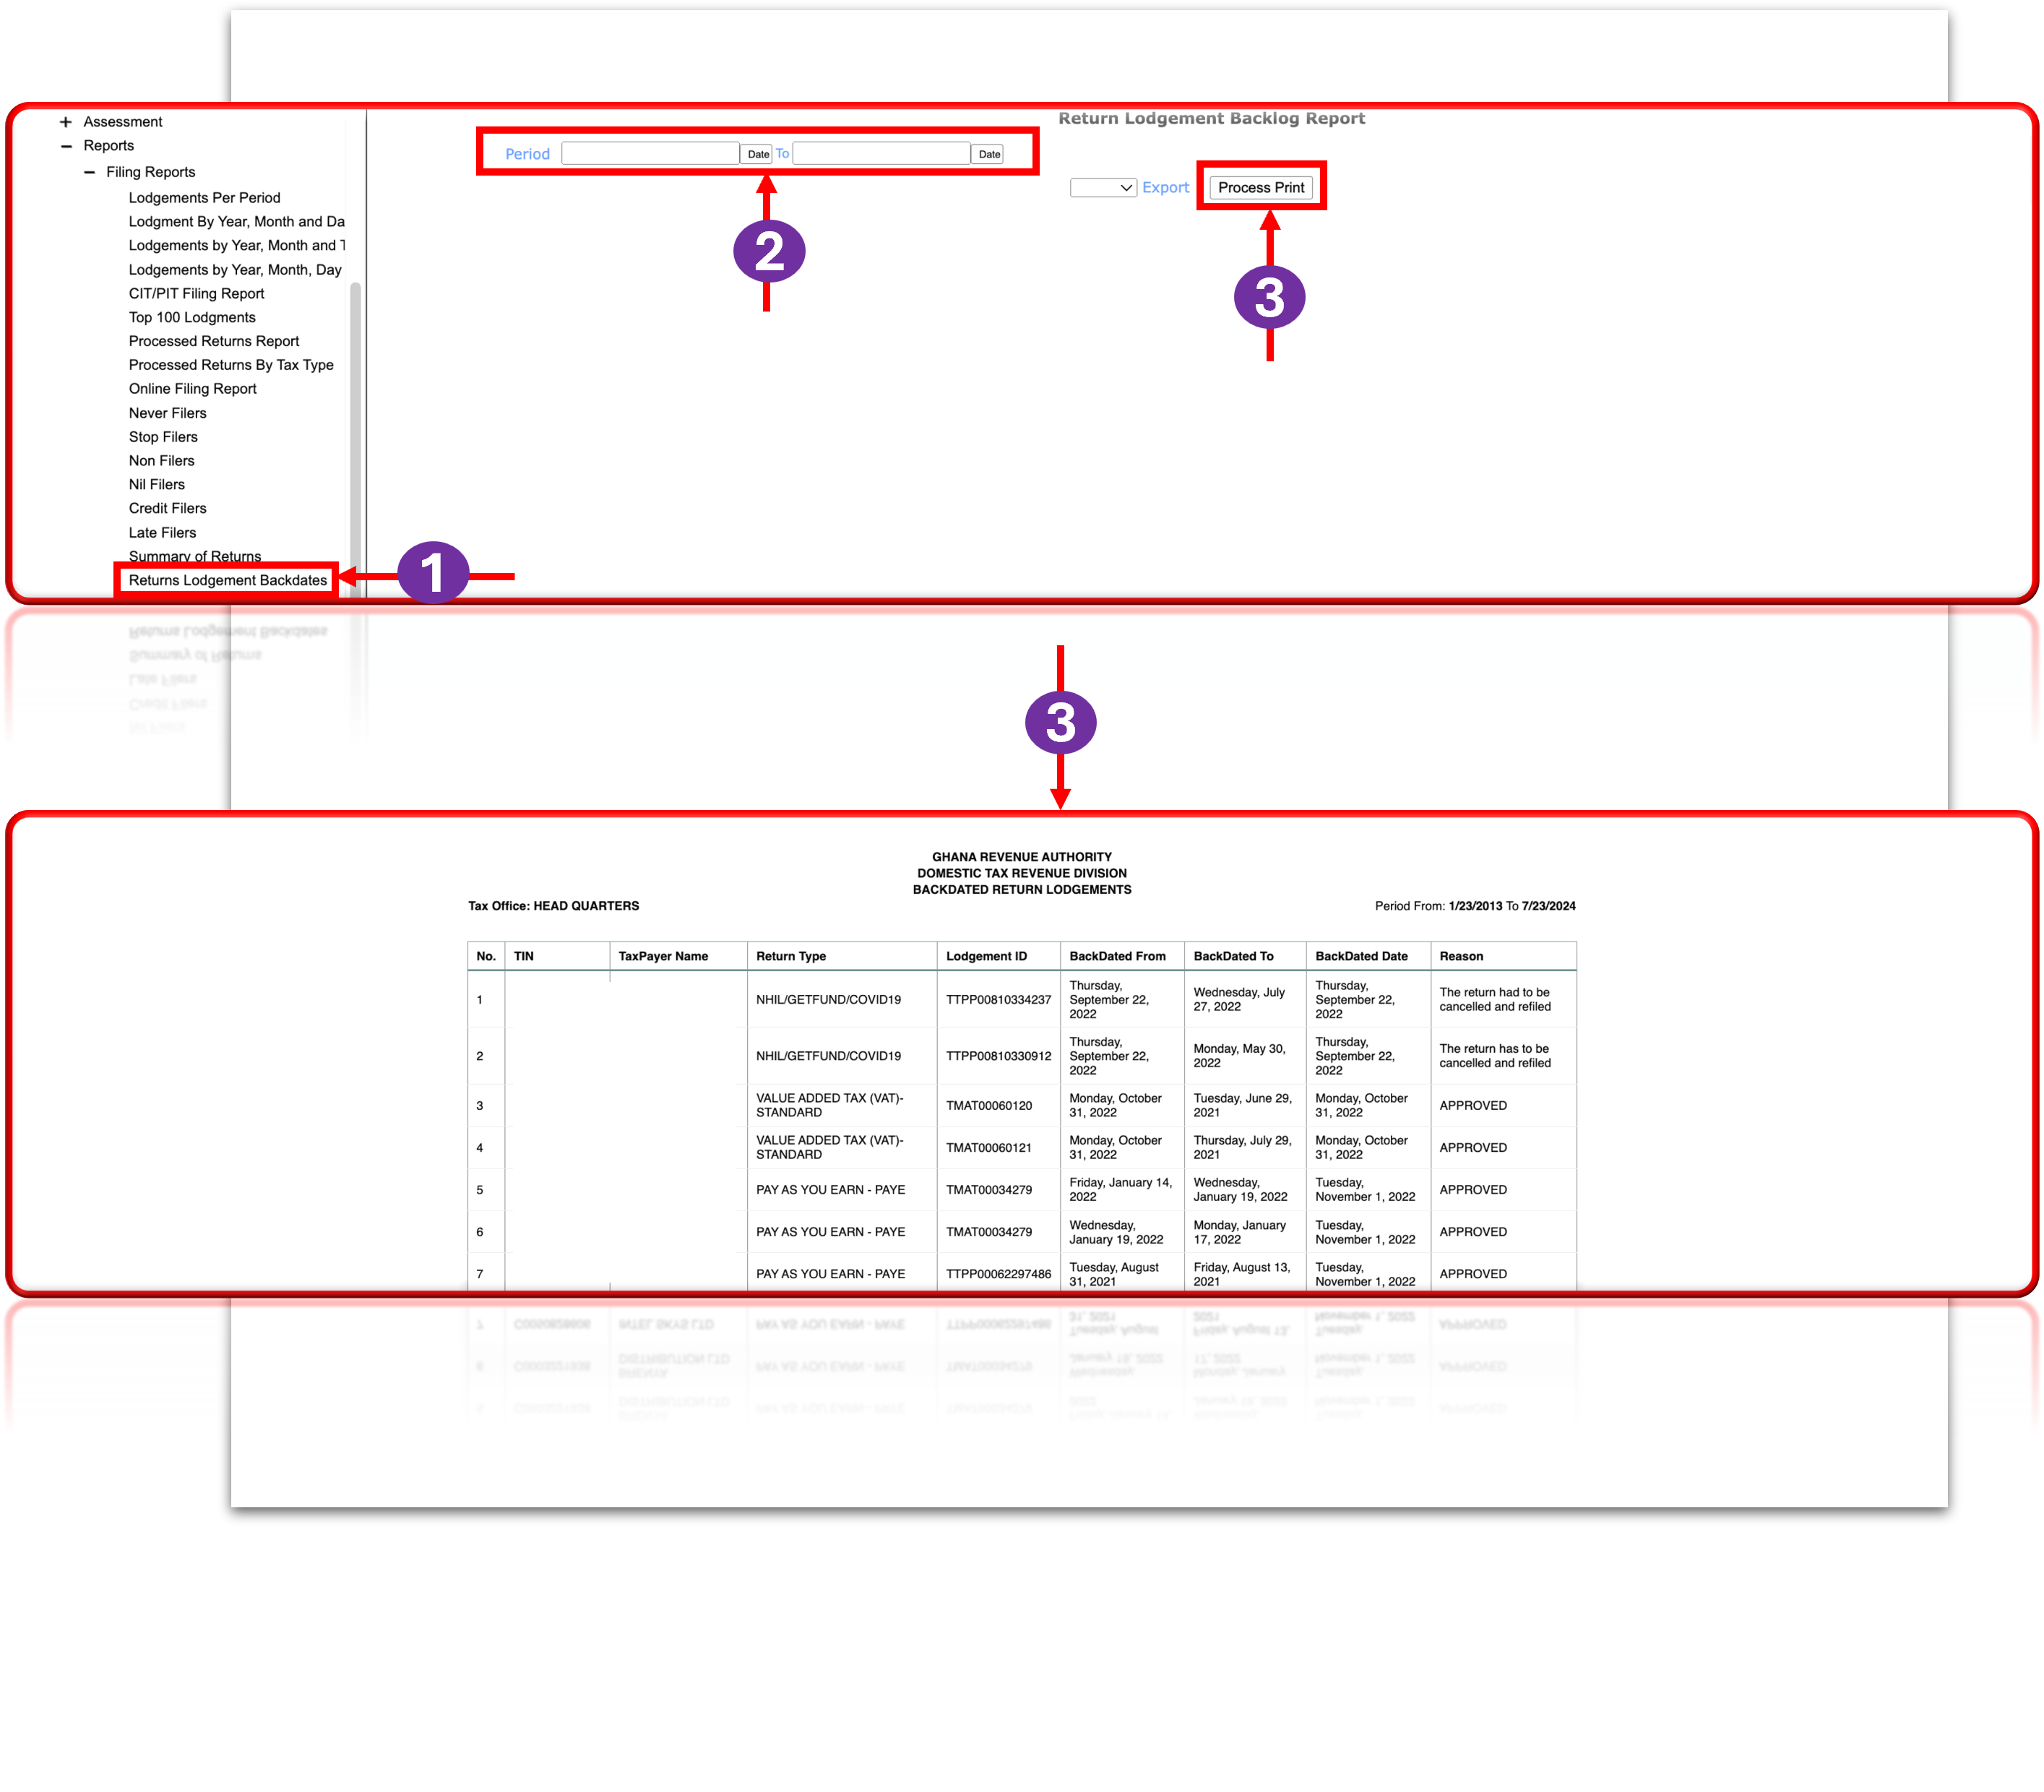 + Assessment
− Reports
− Filing Reports
Lodgements Per Period
Lodgment By Year, Month and Da
Lodgements by Year, Month and T
Lodgements by Year, Month, Day
CIT/PIT Filing Report
Top 100 Lodgments
Processed Returns Report
Processed Returns By Tax Type
Online Filing Report
Never Filers
Stop Filers
Non Filers
Nil Filers
Credit Filers
Late Filers
Summary of Returns
Returns Lodgement Backdates
1
Return Lodgement Backlog Report
Period Date To Date
Export Process Print
2
3
3
GHANA REVENUE AUTHORITY
DOMESTIC TAX REVENUE DIVISION
BACKDATED RETURN LODGEMENTS
Tax Office: HEAD QUARTERS Period From: 1/23/2013 To 7/23/2024
No. TIN TaxPayer Name Return Type Lodgement ID BackDated From BackDated To BackDated Date Reason
1 NHIL/GETFUND/COVID19 TTPP00810334237 Thursday, September 22, 2022 Wednesday, July 27, 2022 Thursday, September 22, 2022 The return had to be cancelled and refiled
2 NHIL/GETFUND/COVID19 TTPP00810330912 Thursday, September 22, 2022 Monday, May 30, 2022 Thursday, September 22, 2022 The return has to be cancelled and refiled
3 VALUE ADDED TAX (VAT)- STANDARD TMAT00060120 Monday, October 31, 2022 Tuesday, June 29, 2021 Monday, October 31, 2022 APPROVED
4 VALUE ADDED TAX (VAT)- STANDARD TMAT00060121 Monday, October 31, 2022 Thursday, July 29, 2021 Monday, October 31, 2022 APPROVED
5 PAY AS YOU EARN - PAYE TMAT00034279 Friday, January 14, 2022 Wednesday, January 19, 2022 Tuesday, November 1, 2022 APPROVED
6 PAY AS YOU EARN - PAYE TMAT00034279 Wednesday, January 19, 2022 Monday, January 17, 2022 Tuesday, November 1, 2022 APPROVED
7 PAY AS YOU EARN - PAYE TTPP00062297486 Tuesday, August 31, 2021 Friday, August 13, 2021 Tuesday, November 1, 2022 APPROVED